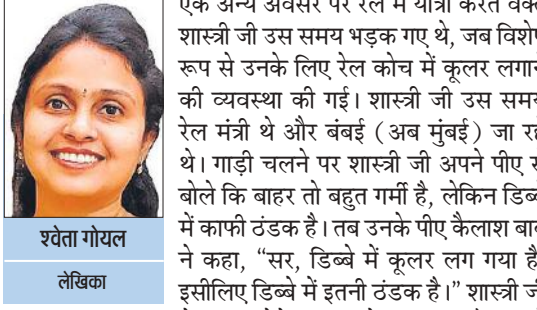 एक अन्य अवसर पर रेल में यात्रा करते वक्त
शास्त्री जी उस समय भड़क गए थे, जब विशेष
रूप से उनके लिए रेल कोच में कूलर लगाने
की व्यवस्था की गई। शास्त्री जी उस समय
रेल मंत्री थे और बंबई (अब मुंबई) जा रहे
थे। गाड़ी चलने पर शास्त्री जी अपने पीए से
बोले कि बाहर तो बहुत गर्मी है, लेकिन डिब्बे
में काफी ठंडक है। तब उनके पीए कैलाश बाबू
ने कहा, “सर, डिब्बे में कूलर लग गया है,
इसीलिए डिब्बे में इतनी ठंडक है।” शास्त्री जी
श्वेता गोयल
लेखिका